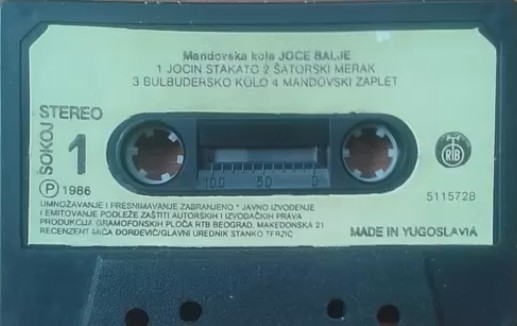 Mandovska kola JOCE BALJE
1 JOCIN STAKATO 2 ŠATORSKI MERAK
3 BULBUDERSKO KOLO 4 MANDOVSKI ZAPLET
STEREO
1
ŠOKOJ
P 1986
RTB
5115728
UMNOŽAVANJE I PRESNIMAVANJE ZABRANJENO * JAVNO IZVOĐENJE
I EMITOVANJE PODLEŽE ZAŠTITI AUTORSKIH I IZVOĐAČKIH PRAVA
PRODUKCIJA GRAMOFONSKIH PLOČA RTB BEOGRAD, MAKEDONSKA 21
RECENZENT MIĆA ĐORĐEVIĆ/GLAVNI UREDNIK STANKO TERZIĆ
MADE IN YUGOSLAVIA
100 50 0